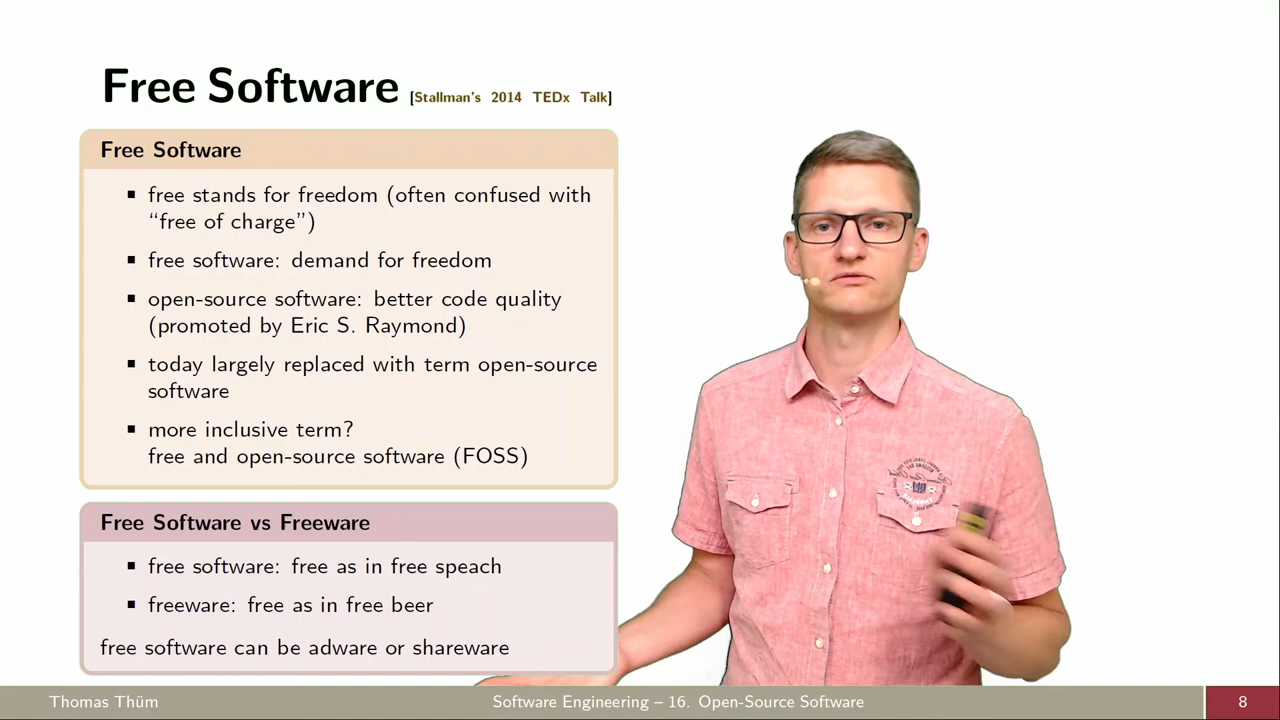 Free Software [Stallman's 2014 TEDx Talk]
Free Software
▪ free stands for freedom (often confused with
“free of charge”)
▪ free software: demand for freedom
▪ open-source software: better code quality
(promoted by Eric S. Raymond)
▪ today largely replaced with term open-source
software
▪ more inclusive term?
free and open-source software (FOSS)
Free Software vs Freeware
▪ free software: free as in free speach
▪ freeware: free as in free beer
free software can be adware or shareware
Thomas Thüm
Software Engineering – 16. Open-Source Software
8